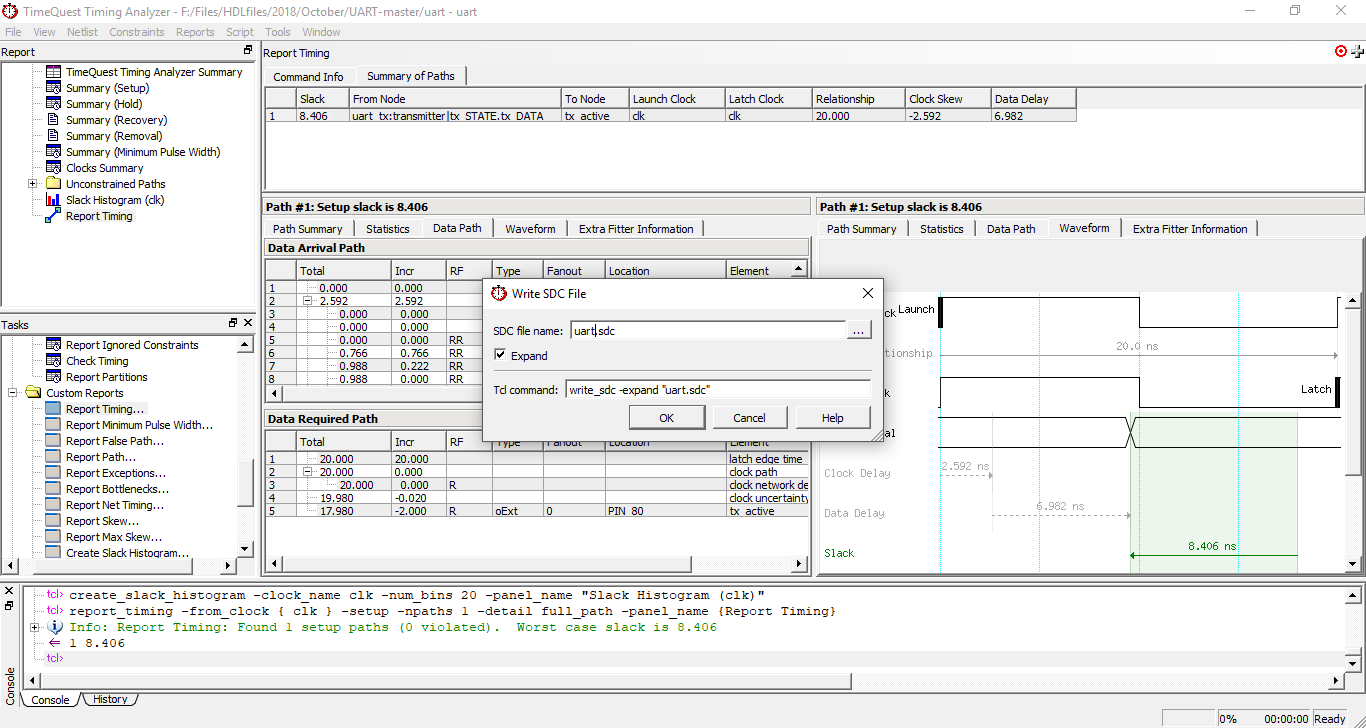 TimeQuest Timing Analyzer - F:/Files/HDLfiles/2018/October/UART-master/uart - uart
File View Netlist Constraints Reports Script Tools Window
Report
TimeQuest Timing Analyzer Summary
Summary (Setup)
Summary (Hold)
Summary (Recovery)
Summary (Removal)
Summary (Minimum Pulse Width)
Clocks Summary
Unconstrained Paths
Slack Histogram (clk)
Report Timing
Tasks
Report Ignored Constraints
Check Timing
Report Partitions
Custom Reports
Report Timing...
Report Minimum Pulse Width...
Report False Path...
Report Path...
Report Exceptions...
Report Bottlenecks...
Report Net Timing...
Report Skew...
Report Max Skew...
Create Slack Histogram...
Report Timing
Command Info Summary of Paths
Slack From Node To Node Launch Clock Latch Clock Relationship Clock Skew Data Delay
1 8.406 uart_tx:transmitter|tx_STATE.tx_DATA tx_active clk clk 20.000 -2.592 6.982
Path #1: Setup slack is 8.406
Path Summary Statistics Data Path Waveform Extra Fitter Information
Data Arrival Path
Total Incr RF Type Fanout Location Element
1 0.000 0.000
2 2.592 2.592
3 0.000 0.000
4 0.000 0.000
5 0.000 0.000 RR
6 0.766 0.766 RR
7 0.988 0.222 RR
8 0.988 0.000 RR
Data Required Path
Total Incr RF Type Fanout Location Element
1 20.000 20.000 latch edge time
2 20.000 0.000 clock path
3 20.000 0.000 R clock network de
4 19.980 -0.020 clock uncertainty
5 17.980 -2.000 R oExt 0 PIN_80 tx_active
Path #1: Setup slack is 8.406
Path Summary Statistics Data Path Waveform Extra Fitter Information
ck Launch
tionship 20.0 ns
k Latch
al
Clock Delay 2.592 ns
Data Delay 6.982 ns
Slack 8.406 ns
Write SDC File
SDC file name: uart.sdc ...
Expand
Tcl command: write_sdc -expand "uart.sdc"
OK Cancel Help
tcl> create_slack_histogram -clock_name clk -num_bins 20 -panel_name "Slack Histogram (clk)"
tcl> report_timing -from_clock { clk } -setup -npaths 1 -detail full_path -panel_name {Report Timing}
Info: Report Timing: Found 1 setup paths (0 violated). Worst case slack is 8.406
1 8.406
tcl>
Console
Console History
0% 00:00:00 Ready